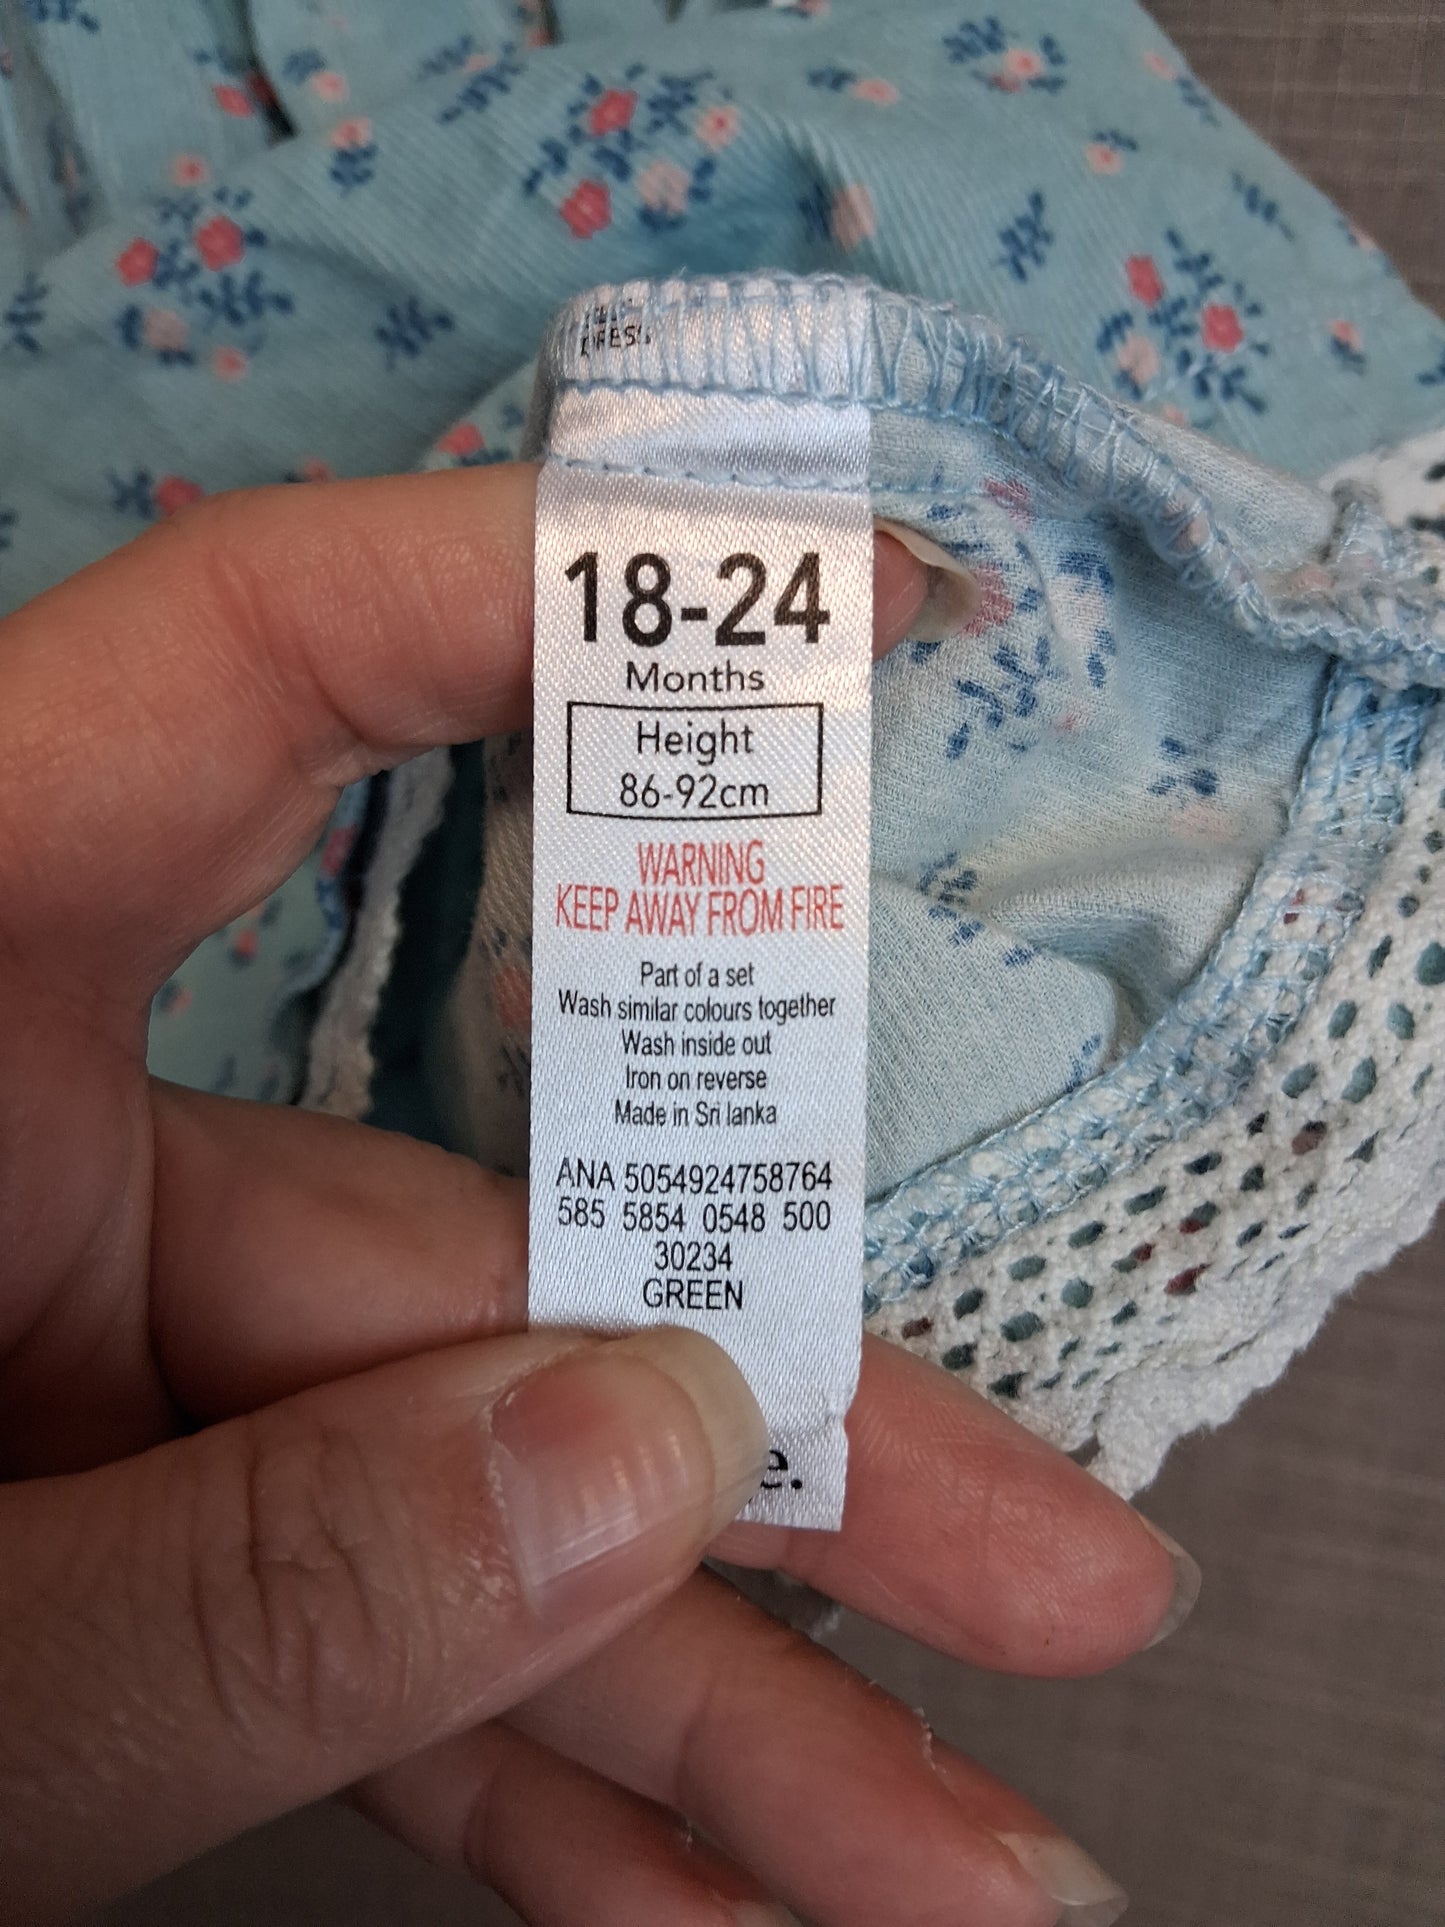 DRESS
18-24
Months
Height
86-92cm
WARNING
KEEP AWAY FROM FIRE
Part of a set
Wash similar colours together
Wash inside out
Iron on reverse
Made in Sri lanka
ANA 5054924758764
585 5854 0548 500
30234
GREEN